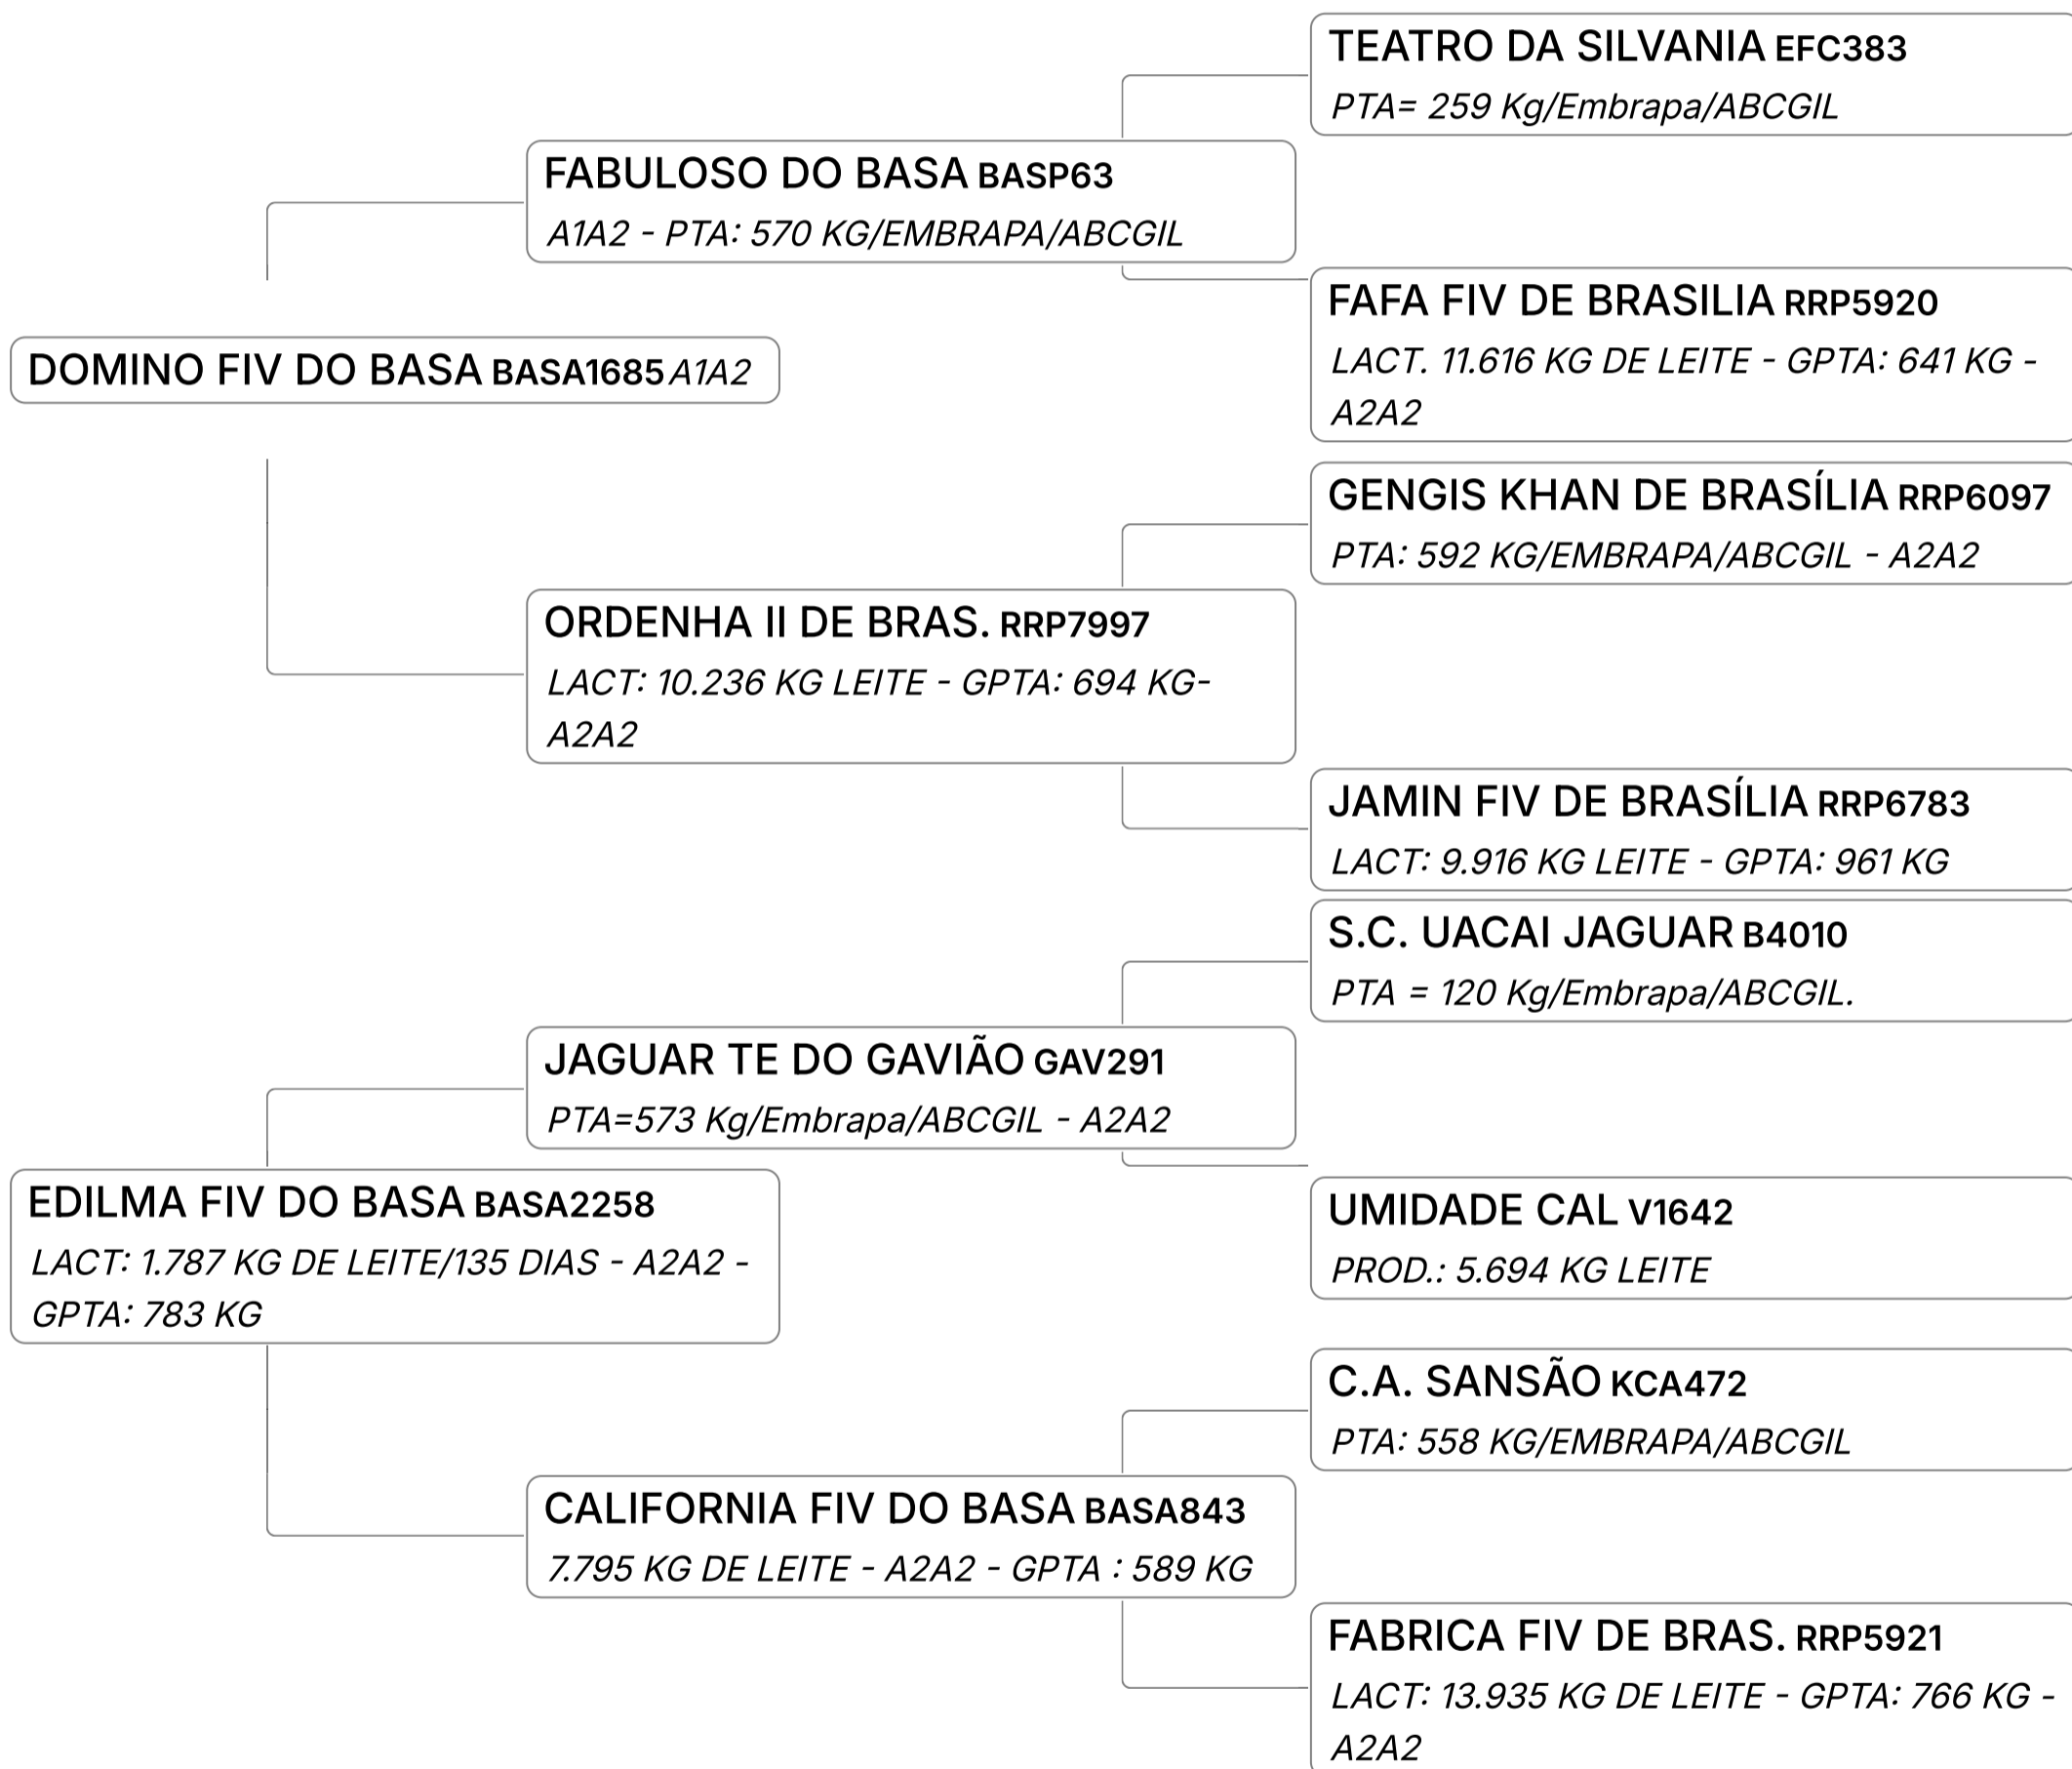 TEATRO DA SILVANIA EFC383
PTA= 259 Kg/Embrapa/ABCGIL
FABULOSO DO BASA BASP63
A1A2 - PTA: 570 KG/EMBRAPA/ABCGIL
FAFA FIV DE BRASILIA RRP5920
LACT. 11.616 KG DE LEITE - GPTA: 641 KG -
A2A2
DOMINO FIV DO BASA BASA1685 A1A2
GENGIS KHAN DE BRASÍLIA RRP6097
PTA: 592 KG/EMBRAPA/ABCGIL - A2A2
ORDENHA II DE BRAS. RRP7997
LACT: 10.236 KG LEITE - GPTA: 694 KG-
A2A2
JAMIN FIV DE BRASÍLIA RRP6783
LACT: 9.916 KG LEITE - GPTA: 961 KG
S.C. UACAI JAGUAR B4010
PTA = 120 Kg/Embrapa/ABCGIL.
JAGUAR TE DO GAVIÃO GAV291
PTA=573 Kg/Embrapa/ABCGIL - A2A2
EDILMA FIV DO BASA BASA2258
LACT: 1.787 KG DE LEITE/135 DIAS - A2A2 -
GPTA: 783 KG
UMIDADE CAL V1642
PROD.: 5.694 KG LEITE
C.A. SANSÃO KCA472
PTA: 558 KG/EMBRAPA/ABCGIL
CALIFORNIA FIV DO BASA BASA843
7.795 KG DE LEITE - A2A2 - GPTA : 589 KG
FABRICA FIV DE BRAS. RRP5921
LACT: 13.935 KG DE LEITE - GPTA: 766 KG -
A2A2